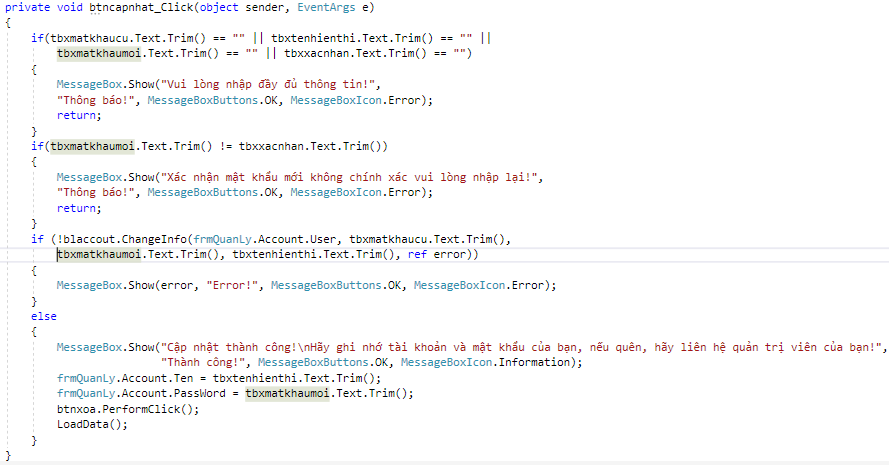 private void btncapnhat_Click(object sender, EventArgs e)
{
if(tbxmatkhaucu.Text.Trim() == "" || tbxtenhienthi.Text.Trim() == "" ||
tbxmatkhaumoi.Text.Trim() == "" || tbxxacnhan.Text.Trim() == "")
{
MessageBox.Show("Vui lòng nhập đầy đủ thông tin!",
"Thông báo!", MessageBoxButtons.OK, MessageBoxIcon.Error);
return;
}
if(tbxmatkhaumoi.Text.Trim() != tbxxacnhan.Text.Trim())
{
MessageBox.Show("Xác nhận mật khẩu mới không chính xác vui lòng nhập lại!",
"Thông báo!", MessageBoxButtons.OK, MessageBoxIcon.Error);
return;
}
if (!blaccout.ChangeInfo(frmQuanLy.Account.User, tbxmatkhaucu.Text.Trim(),
tbxmatkhaumoi.Text.Trim(), tbxtenhienthi.Text.Trim(), ref error))
{
MessageBox.Show(error, "Error!", MessageBoxButtons.OK, MessageBoxIcon.Error);
}
else
{
MessageBox.Show("Cập nhật thành công!\nHãy ghi nhớ tài khoản và mật khẩu của bạn, nếu quên, hãy liên hệ quản trị viên của bạn!",
"Thành công!", MessageBoxButtons.OK, MessageBoxIcon.Information);
frmQuanLy.Account.Ten = tbxtenhienthi.Text.Trim();
frmQuanLy.Account.PassWord = tbxmatkhaumoi.Text.Trim();
btnxoa.PerformClick();
LoadData();
}
}